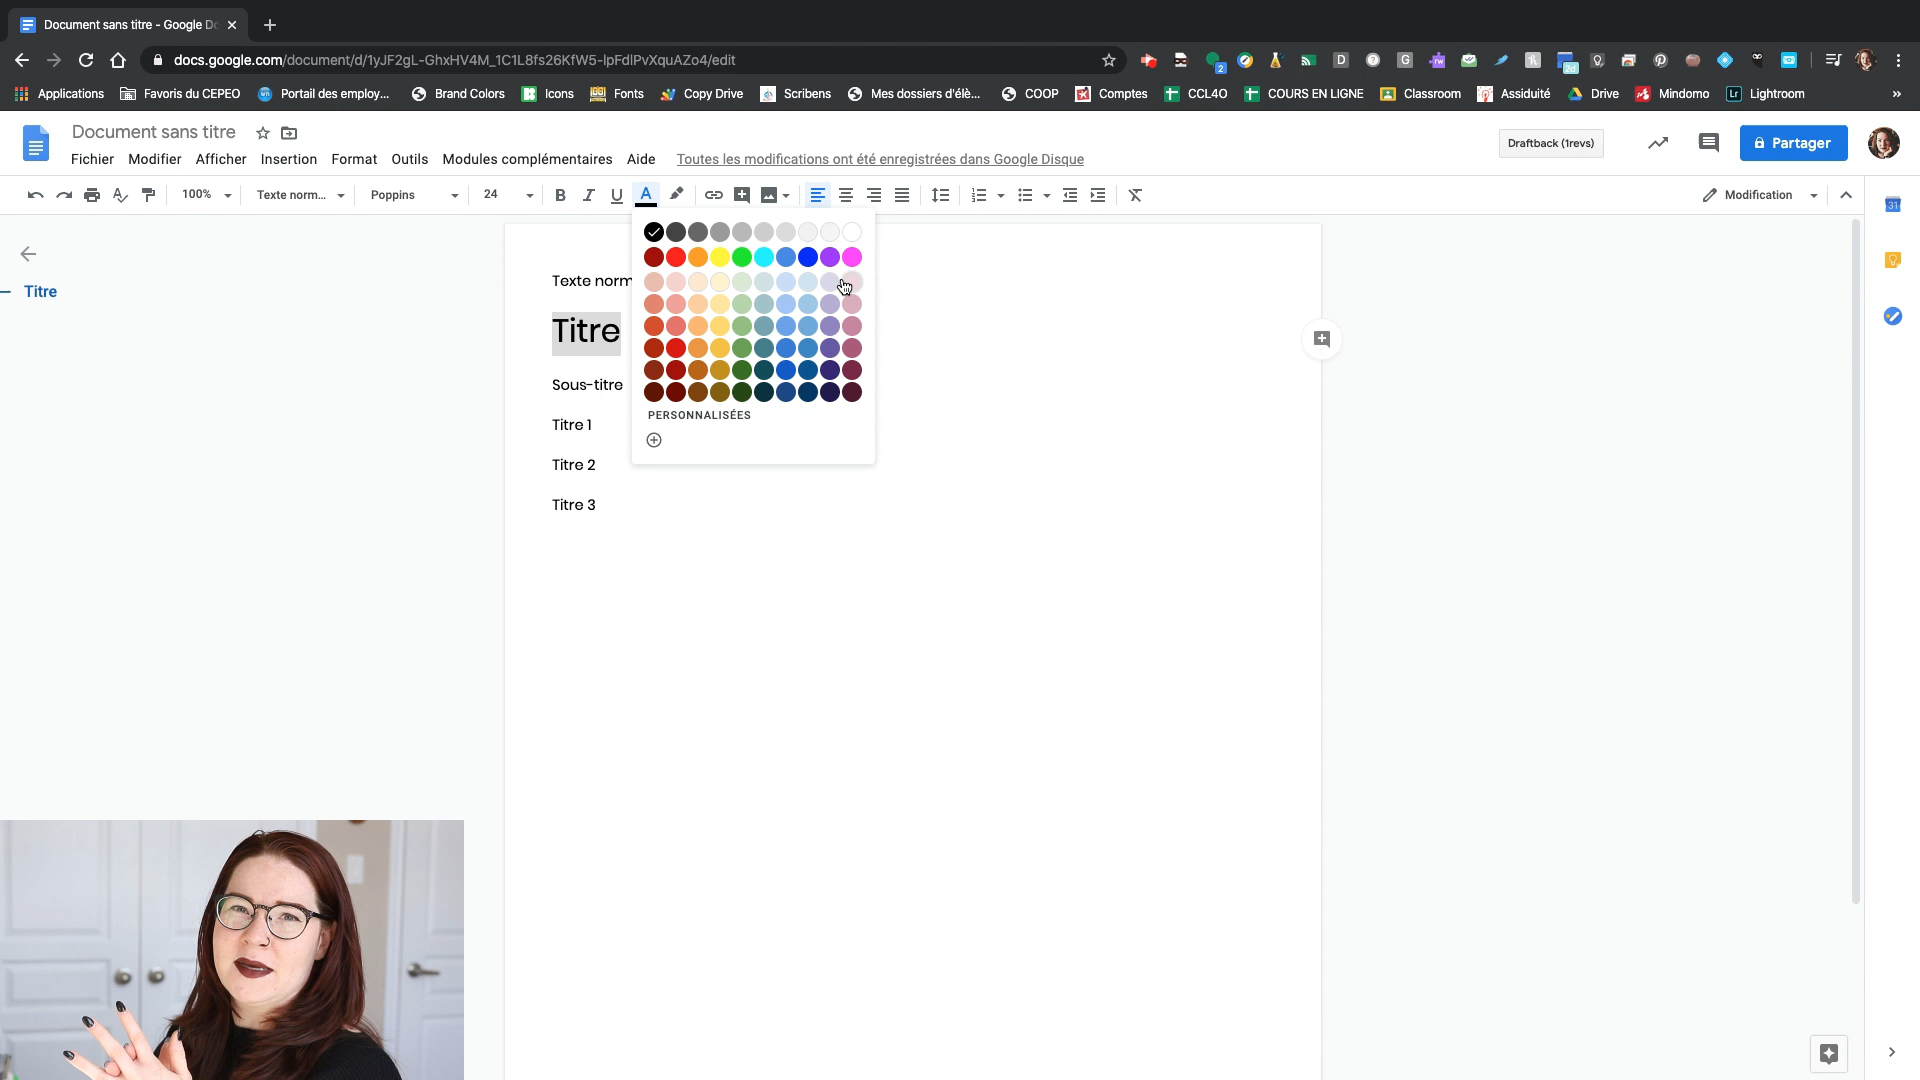 Document sans titre - Google Do
docs.google.com/document/d/1yJF2gL-GhxHV4M_1C1L8fs26KfW5-IpFdIPvXquAZo4/edit
Applications Favoris du CEPEO Portail des employ... Brand Colors Icons Fonts Copy Drive Scribens Mes dossiers d'élè... COOP Comptes CCL4O COURS EN LIGNE Classroom Assiduité Drive Mindomo Lightroom
Document sans titre
Fichier Modifier Afficher Insertion Format Outils Modules complémentaires Aide Toutes les modifications ont été enregistrées dans Google Disque
Draftback (1revs)
Partager
100% Texte norm... Poppins 24 B I U A Modification
31
Titre
Texte norm
Titre
Sous-titre
Titre 1
Titre 2
Titre 3
PERSONNALISÉES